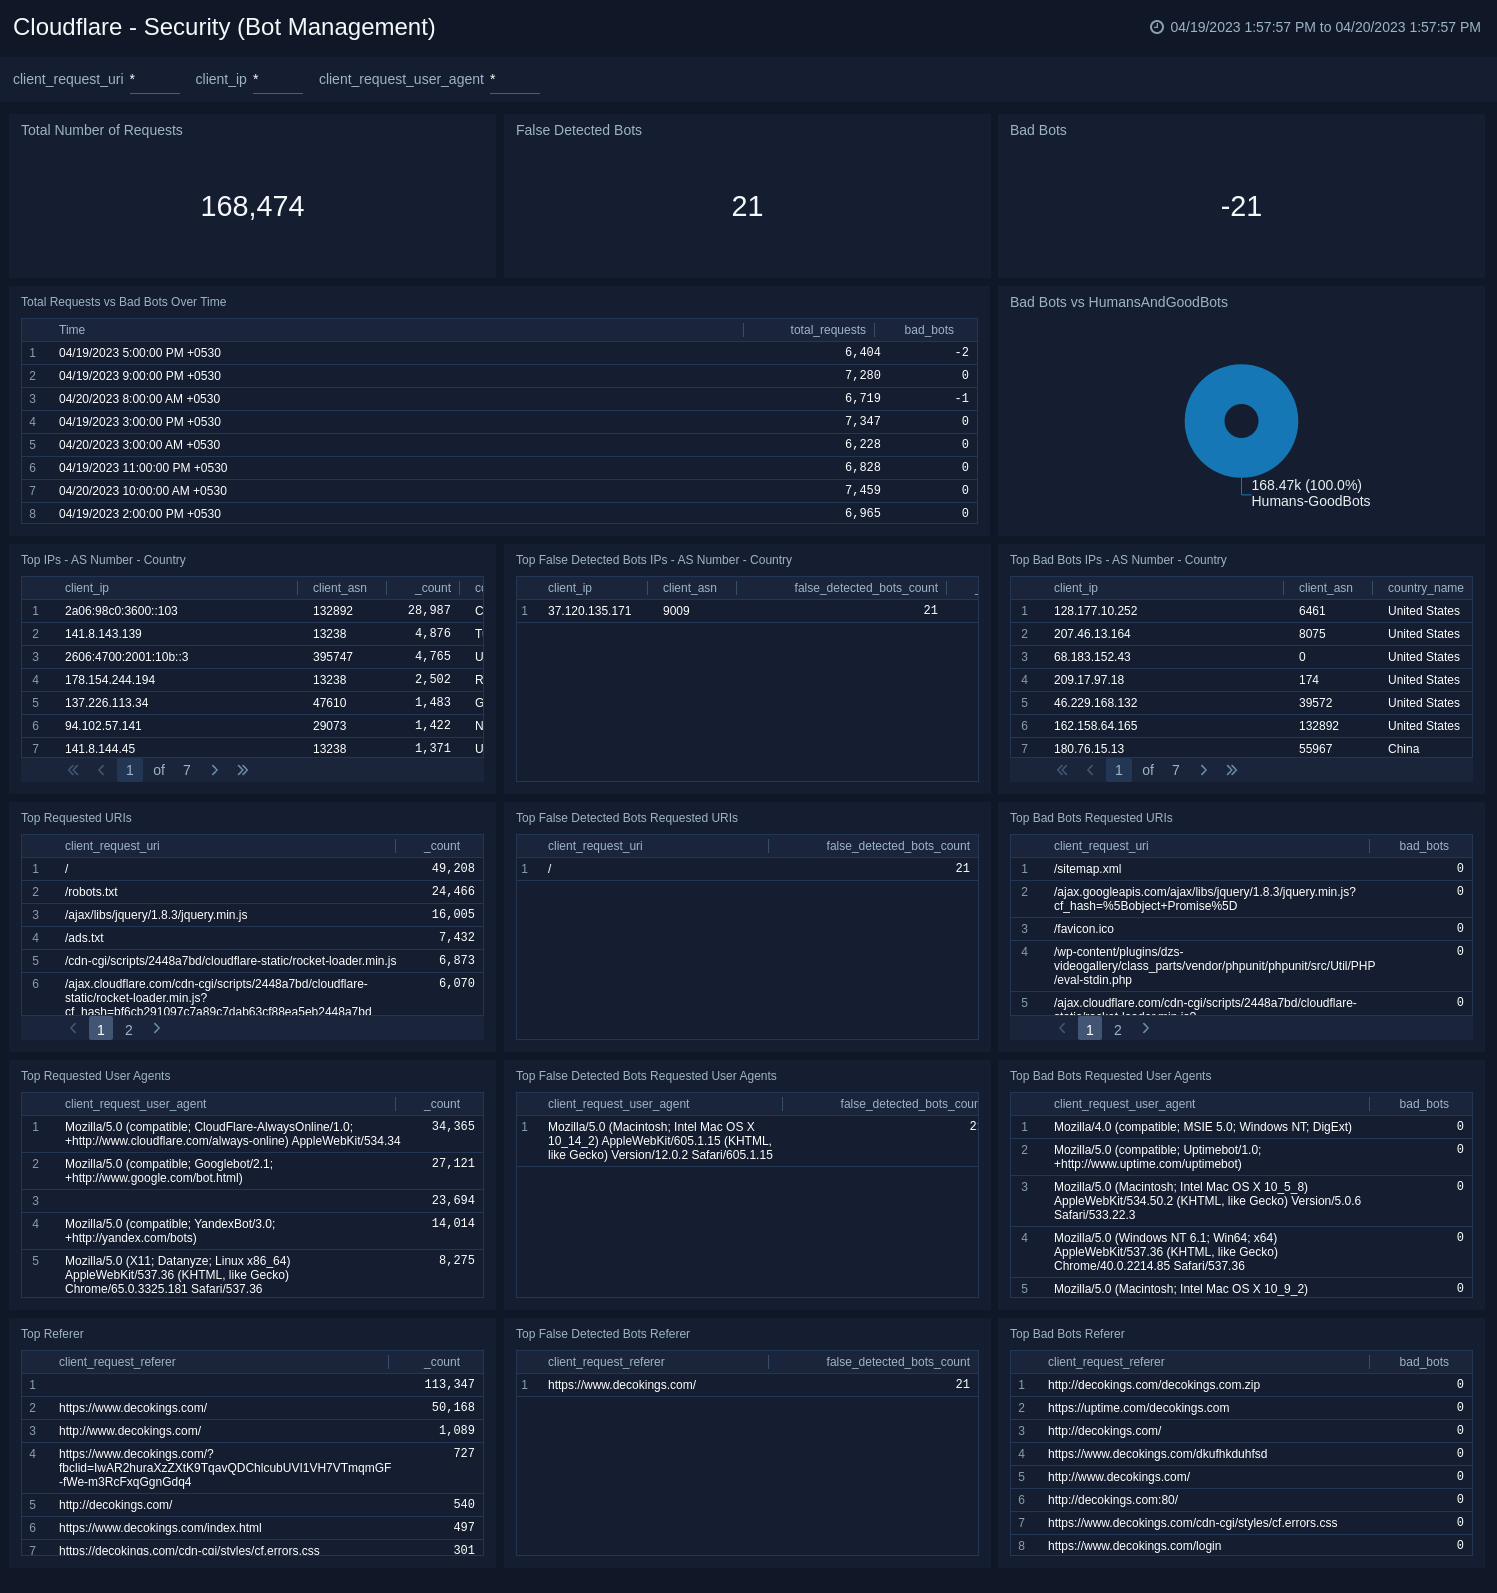 Cloudflare - Security (Bot Management)
04/19/2023 1:57:57 PM to 04/20/2023 1:57:57 PM
client_request_uri * client_ip * client_request_user_agent *
Total Number of Requests
168,474
False Detected Bots
21
Bad Bots
-21
Total Requests vs Bad Bots Over Time
Time total_requests bad_bots
1 04/19/2023 5:00:00 PM +0530 6,404 -2
2 04/19/2023 9:00:00 PM +0530 7,280 0
3 04/20/2023 8:00:00 AM +0530 6,719 -1
4 04/19/2023 3:00:00 PM +0530 7,347 0
5 04/20/2023 3:00:00 AM +0530 6,228 0
6 04/19/2023 11:00:00 PM +0530 6,828 0
7 04/20/2023 10:00:00 AM +0530 7,459 0
8 04/19/2023 2:00:00 PM +0530 6,965 0
Bad Bots vs HumansAndGoodBots
168.47k (100.0%)
Humans-GoodBots
Top IPs - AS Number - Country
client_ip client_asn _count
1 2a06:98c0:3600::103 132892 28,987 C
2 141.8.143.139 13238 4,876
3 2606:4700:2001:10b::3 395747 4,765 U
4 178.154.244.194 13238 2,502 R
5 137.226.113.34 47610 1,483 G
6 94.102.57.141 29073 1,422 N
7 141.8.144.45 13238 1,371 U
1 of 7
Top False Detected Bots IPs - AS Number - Country
client_ip client_asn false_detected_bots_count
1 37.120.135.171 9009 21
Top Bad Bots IPs - AS Number - Country
client_ip client_asn country_name
1 128.177.10.252 6461 United States
2 207.46.13.164 8075 United States
3 68.183.152.43 0 United States
4 209.17.97.18 174 United States
5 46.229.168.132 39572 United States
6 162.158.64.165 132892 United States
7 180.76.15.13 55967 China
1 of 7
Top Requested URIs
client_request_uri _count
1 / 49,208
2 /robots.txt 24,466
3 /ajax/libs/jquery/1.8.3/jquery.min.js 16,005
4 /ads.txt 7,432
5 /cdn-cgi/scripts/2448a7bd/cloudflare-static/rocket-loader.min.js 6,873
6 /ajax.cloudflare.com/cdn-cgi/scripts/2448a7bd/cloudflare- 6,070
static/rocket-loader.min.js?
cf_hash=bf6cb291097c7a89c7dab63cf88ea5eb2448a7bd
1 2
Top False Detected Bots Requested URIs
client_request_uri false_detected_bots_count
1 / 21
Top Bad Bots Requested URIs
client_request_uri bad_bots
1 /sitemap.xml 0
2 /ajax.googleapis.com/ajax/libs/jquery/1.8.3/jquery.min.js? 0
cf_hash=%5Bobject+Promise%5D
3 /favicon.ico 0
4 /wp-content/plugins/dzs- 0
videogallery/class_parts/vendor/phpunit/phpunit/src/Util/PHP
/eval-stdin.php
5 /ajax.cloudflare.com/cdn-cgi/scripts/2448a7bd/cloudflare- 0
static/rocket-loader.min.js?
1 2
Top Requested User Agents
client_request_user_agent _count
1 Mozilla/5.0 (compatible; CloudFlare-AlwaysOnline/1.0; 34,365
+http://www.cloudflare.com/always-online) AppleWebKit/534.34
2 Mozilla/5.0 (compatible; Googlebot/2.1; 27,121
+http://www.google.com/bot.html)
3 23,694
4 Mozilla/5.0 (compatible; YandexBot/3.0; 14,014
+http://yandex.com/bots)
5 Mozilla/5.0 (X11; Datanyze; Linux x86_64) 8,275
AppleWebKit/537.36 (KHTML, like Gecko)
Chrome/65.0.3325.181 Safari/537.36
Top False Detected Bots Requested User Agents
client_request_user_agent false_detected_bots_cour
1 Mozilla/5.0 (Macintosh; Intel Mac OS X 2
10_14_2) AppleWebKit/605.1.15 (KHTML,
like Gecko) Version/12.0.2 Safari/605.1.15
Top Bad Bots Requested User Agents
client_request_user_agent bad_bots
1 Mozilla/4.0 (compatible; MSIE 5.0; Windows NT; DigExt) 0
2 Mozilla/5.0 (compatible; Uptimebot/1.0; 0
+http://www.uptime.com/uptimebot)
3 Mozilla/5.0 (Macintosh; Intel Mac OS X 10_5_8) 0
AppleWebKit/534.50.2 (KHTML, like Gecko) Version/5.0.6
Safari/533.22.3
4 Mozilla/5.0 (Windows NT 6.1; Win64; x64) 0
AppleWebKit/537.36 (KHTML, like Gecko)
Chrome/40.0.2214.85 Safari/537.36
5 Mozilla/5.0 (Macintosh; Intel Mac OS X 10_9_2) 0
Top Referer
client_request_referer _count
1 113,347
2 https://www.decokings.com/ 50,168
3 http://www.decokings.com/ 1,089
4 https://www.decokings.com/? 727
fbclid=IwAR2huraXzZXtK9TqavQDChlcubUVI1VH7VTmqmGF
-fWe-m3RcFxqGgnGdq4
5 http://decokings.com/ 540
6 https://www.decokings.com/index.html 497
7 https://decokings.com/cdn-cgi/styles/cf.errors.css 301
Top False Detected Bots Referer
client_request_referer false_detected_bots_count
1 https://www.decokings.com/ 21
Top Bad Bots Referer
client_request_referer bad_bots
1 http://decokings.com/decokings.com.zip 0
2 https://uptime.com/decokings.com 0
3 http://decokings.com/ 0
4 https://www.decokings.com/dkufhkduhfsd 0
5 http://www.decokings.com/ 0
6 http://decokings.com:80/ 0
7 https://www.decokings.com/cdn-cgi/styles/cf.errors.css 0
8 https://www.decokings.com/login 0